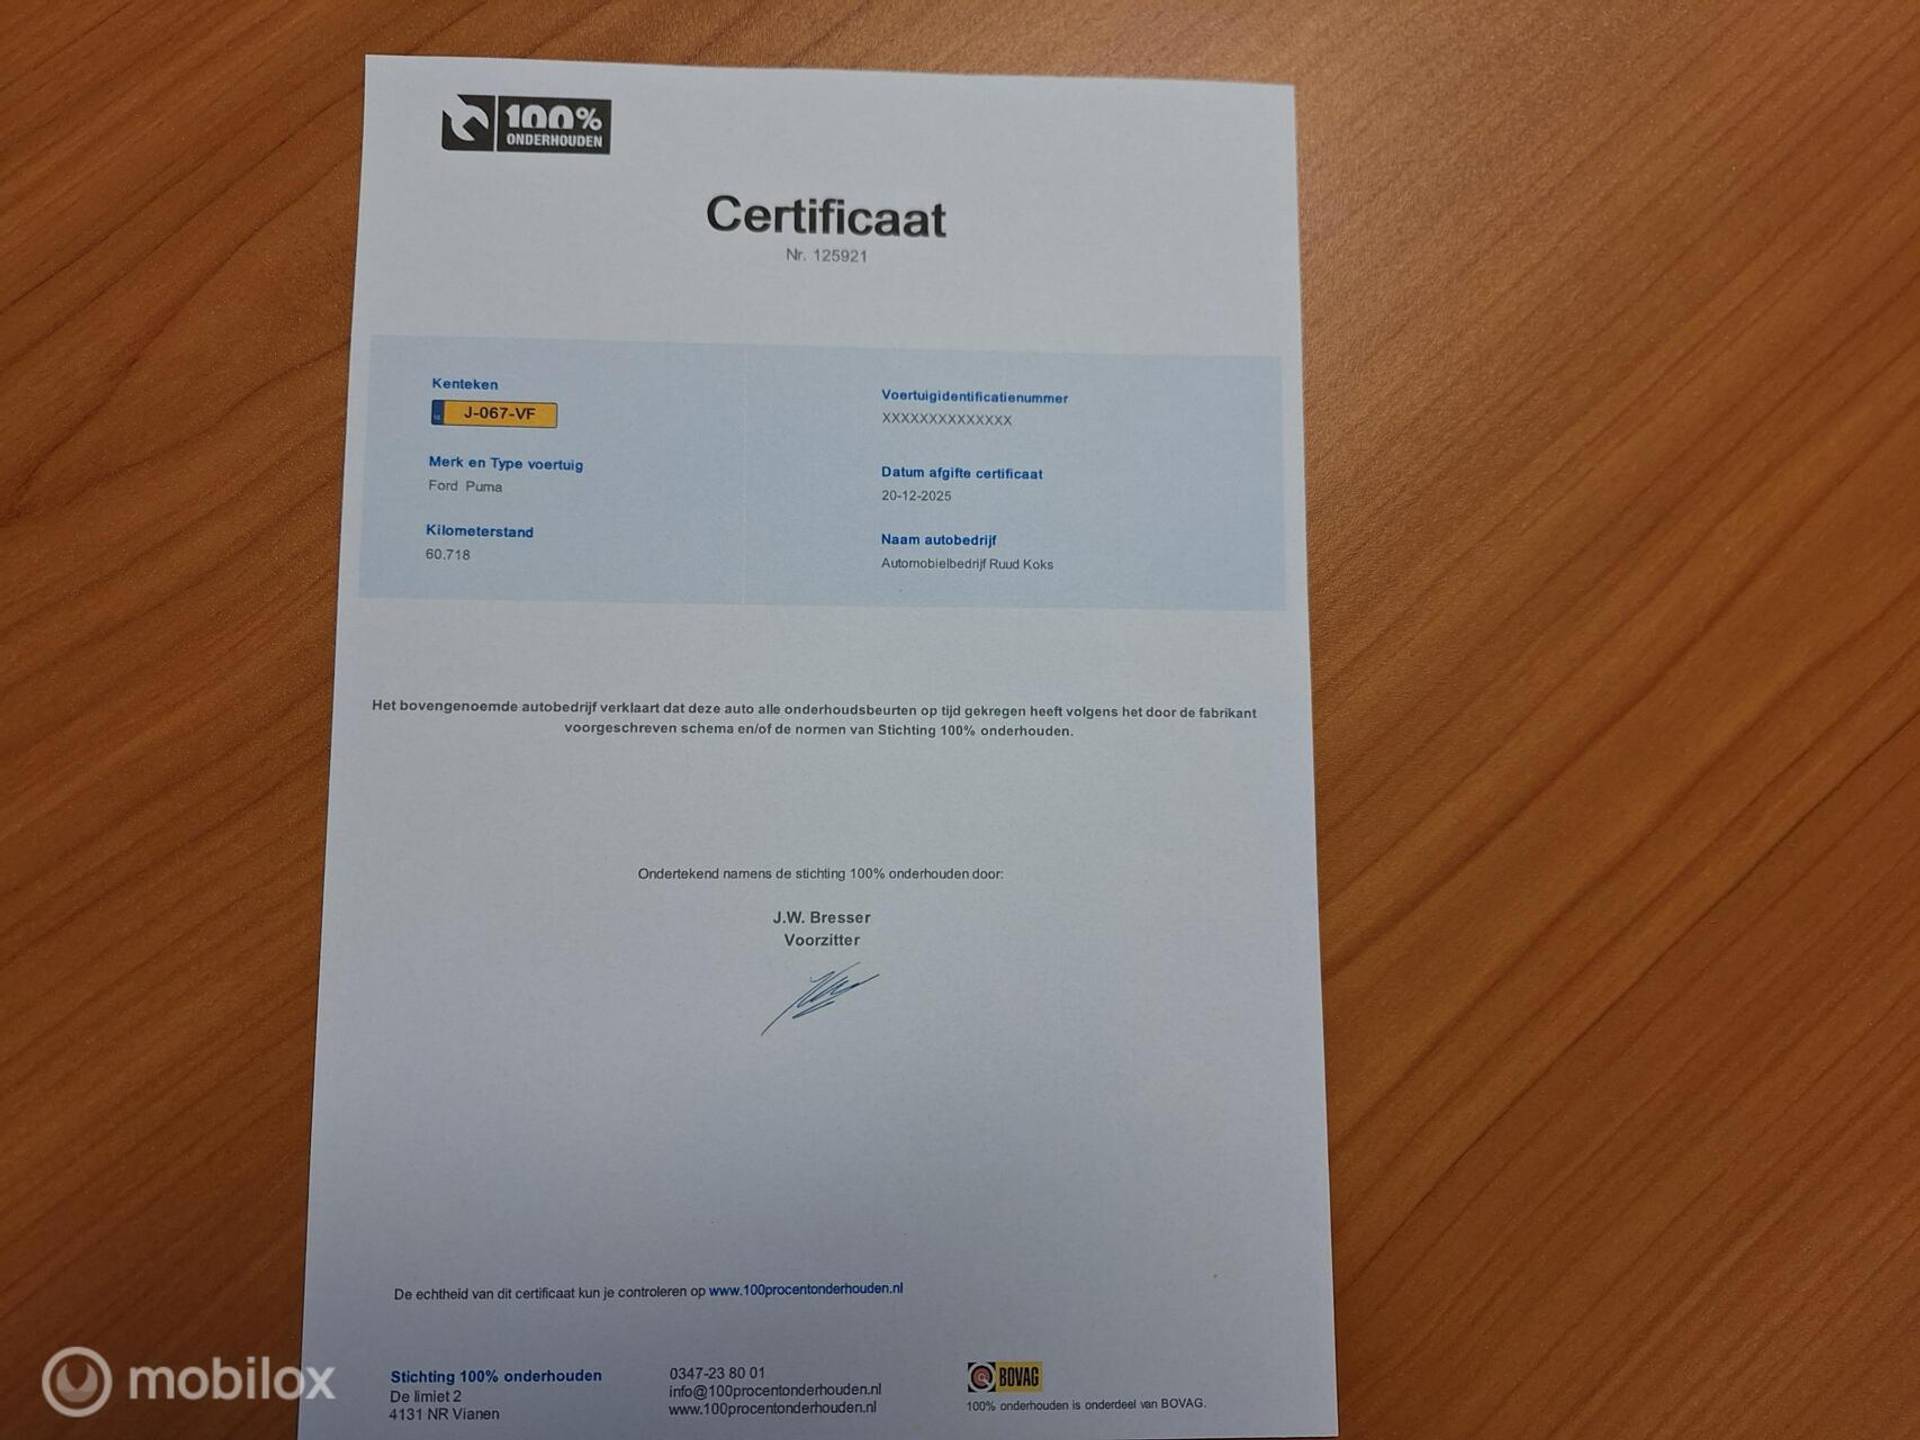 100%
ONDERHOUDEN
Certificaat
Nr. 125921
Kenteken
J-067-VF
Merk en Type voertuig
Ford Puma
Kilometerstand
60.718
Voertuigidentificatienummer
XXXXXXXXXXXXXX
Datum afgifte certificaat
20-12-2025
Naam autobedrijf
Automobielbedrijf Ruud Koks
Het bovengenoemde autobedrijf verklaart dat deze auto alle onderhoudsbeurten op tijd gekregen heeft volgens het door de fabrikant
voorgeschreven schema en/of de normen van Stichting 100% onderhouden.
Ondertekend namens de stichting 100% onderhouden door:
J.W. Bresser
Voorzitter
De echtheid van dit certificaat kun je controleren op www.100procentonderhouden.nl
Stichting 100% onderhouden
De limiet 2
4131 NR Vianen
0347-23 80 01
info@100procentonderhouden.nl
www.100procentonderhouden.nl
BOVAG
100% onderhouden is onderdeel van BOVAG.
mobilox